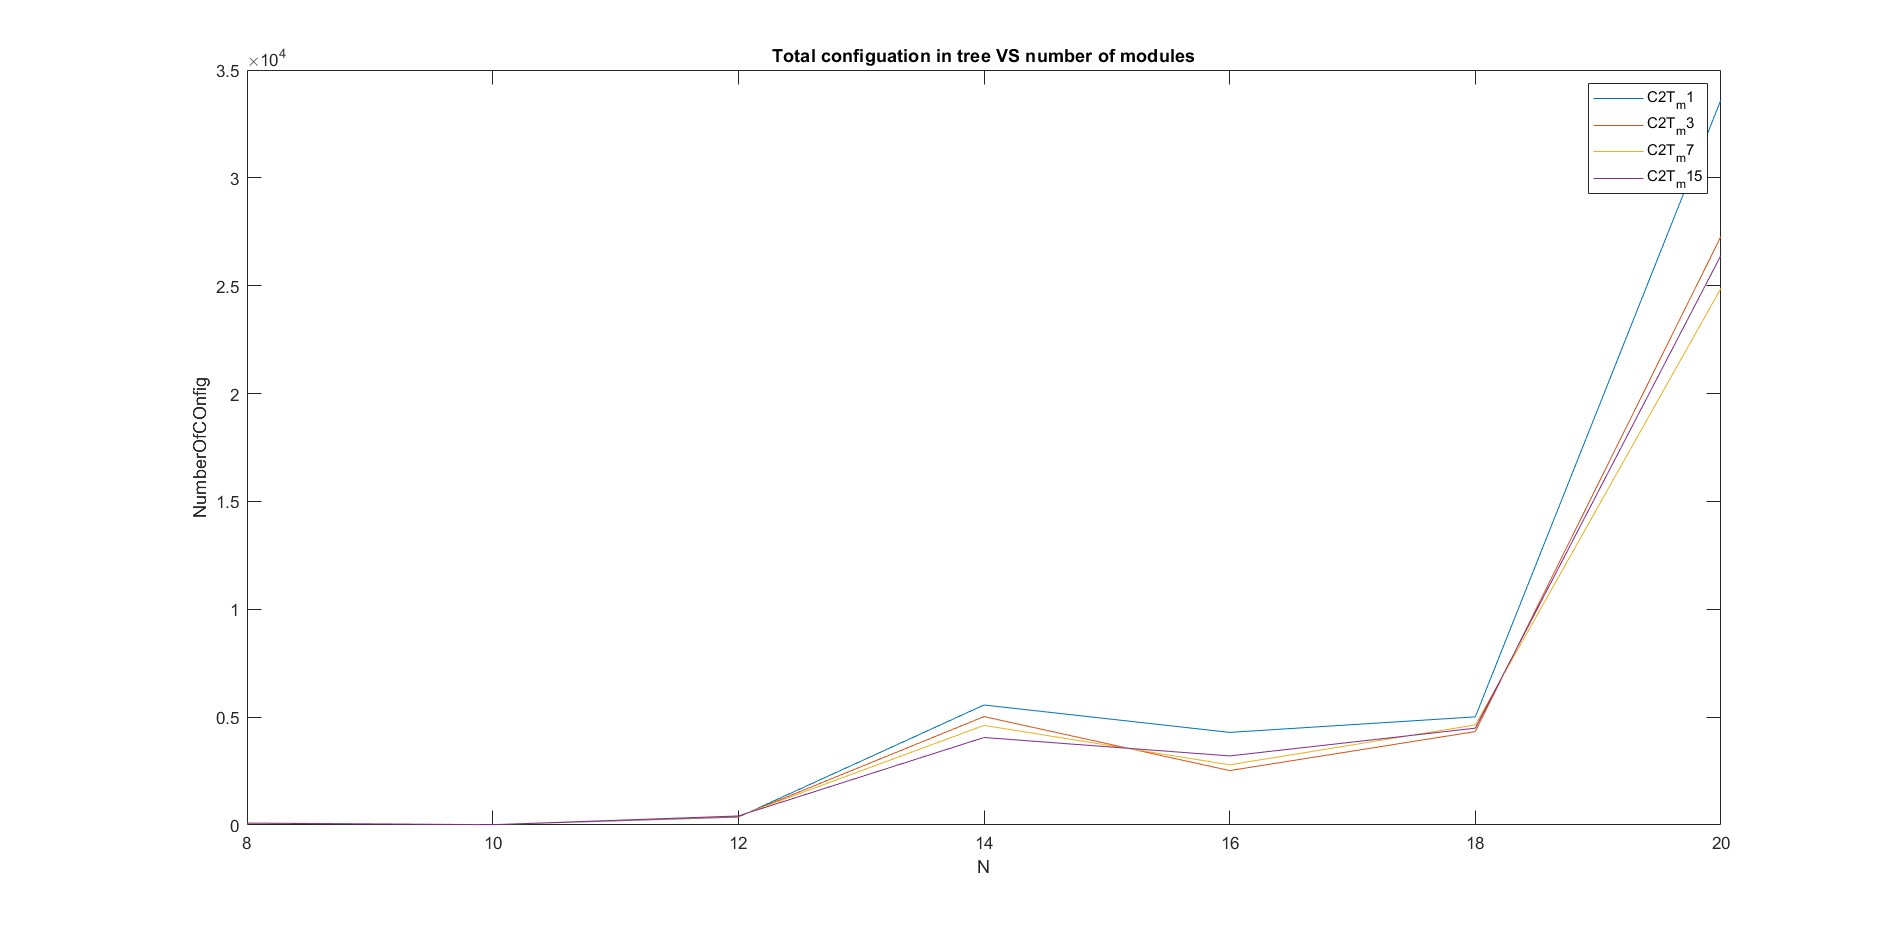 Total configuation in tree VS number of modules
×10^4
3.5
3
2.5
2
1.5
1
0.5
0
NumberOfCOnfig
C2T_m1
C2T_m3
C2T_m7
C2T_m15
8 10 12 14 16 18 20
N